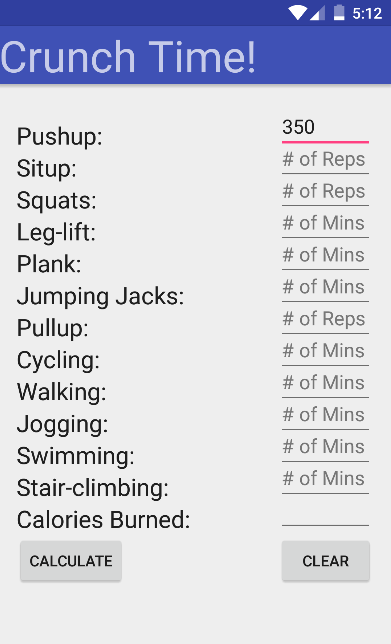 5:12
Crunch Time!
Pushup: 350
Situp: # of Reps
Squats: # of Reps
Leg-lift: # of Mins
Plank: # of Mins
Jumping Jacks: # of Mins
Pullup: # of Reps
Cycling: # of Mins
Walking: # of Mins
Jogging: # of Mins
Swimming: # of Mins
Stair-climbing: # of Mins
Calories Burned:
CALCULATE CLEAR